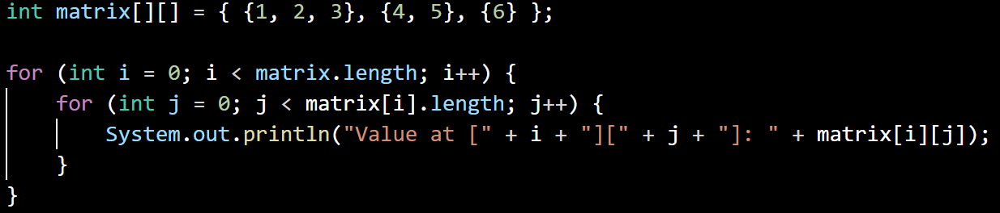 int matrix[][] = { {1, 2, 3}, {4, 5}, {6} };
for (int i = 0; i < matrix.length; i++) {
    for (int j = 0; j < matrix[i].length; j++) {
        System.out.println("Value at [" + i + "][" + j + "]: " + matrix[i][j]);
    }
}